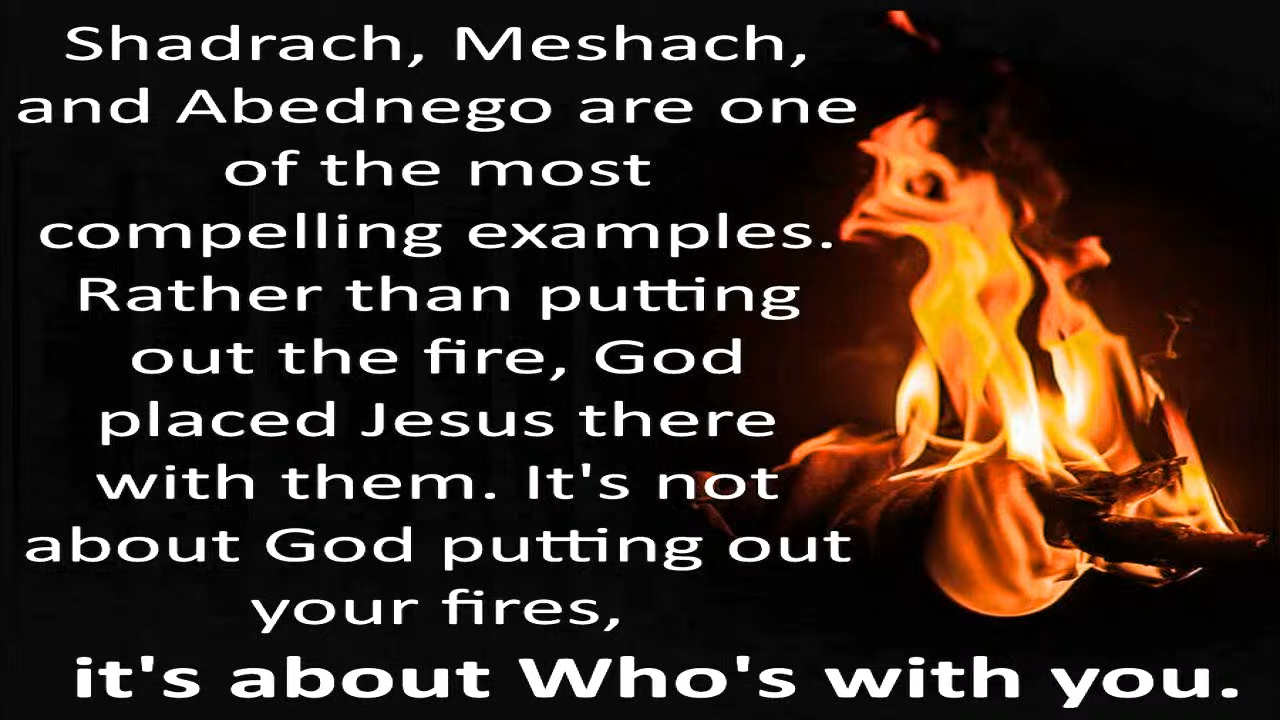 Shadrach, Meshach,
and Abednego are one
of the most
compelling examples.
Rather than putting
out the fire, God
placed Jesus there
with them. It's not
about God putting out
your fires,
it's about Who's with you.